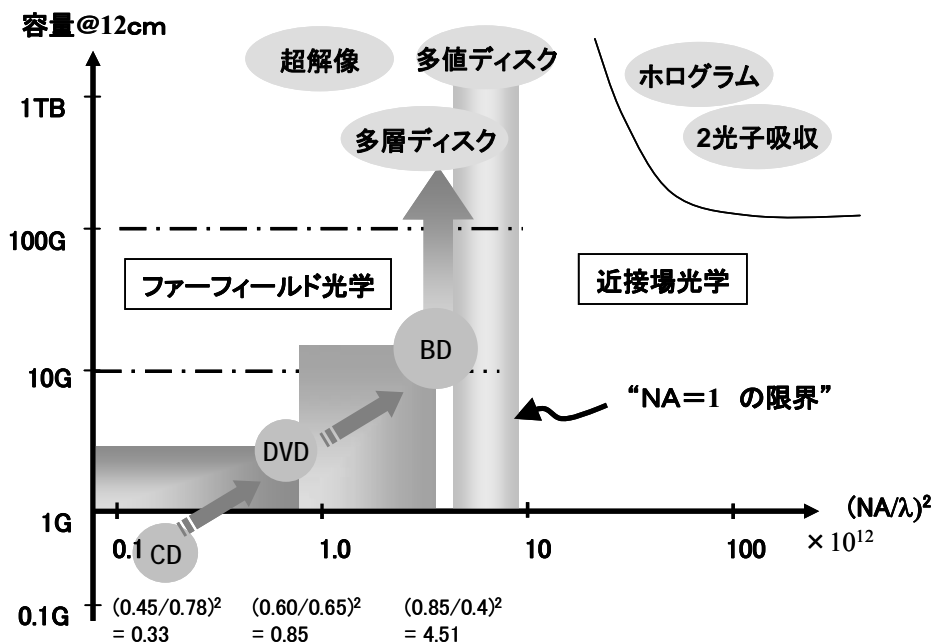 容量@12cm
超解像
多値ディスク
ホログラム
1TB
多層ディスク
2光子吸収
100G
ファーフィールド光学
近接場光学
BD
10G
“NA=1 の限界”
DVD
1G
(NA/λ)²
0.1
1.0
10
100
× 10¹²
CD
0.1G
(0.45/0.78)²
= 0.33
(0.60/0.65)²
= 0.85
(0.85/0.4)²
= 4.51